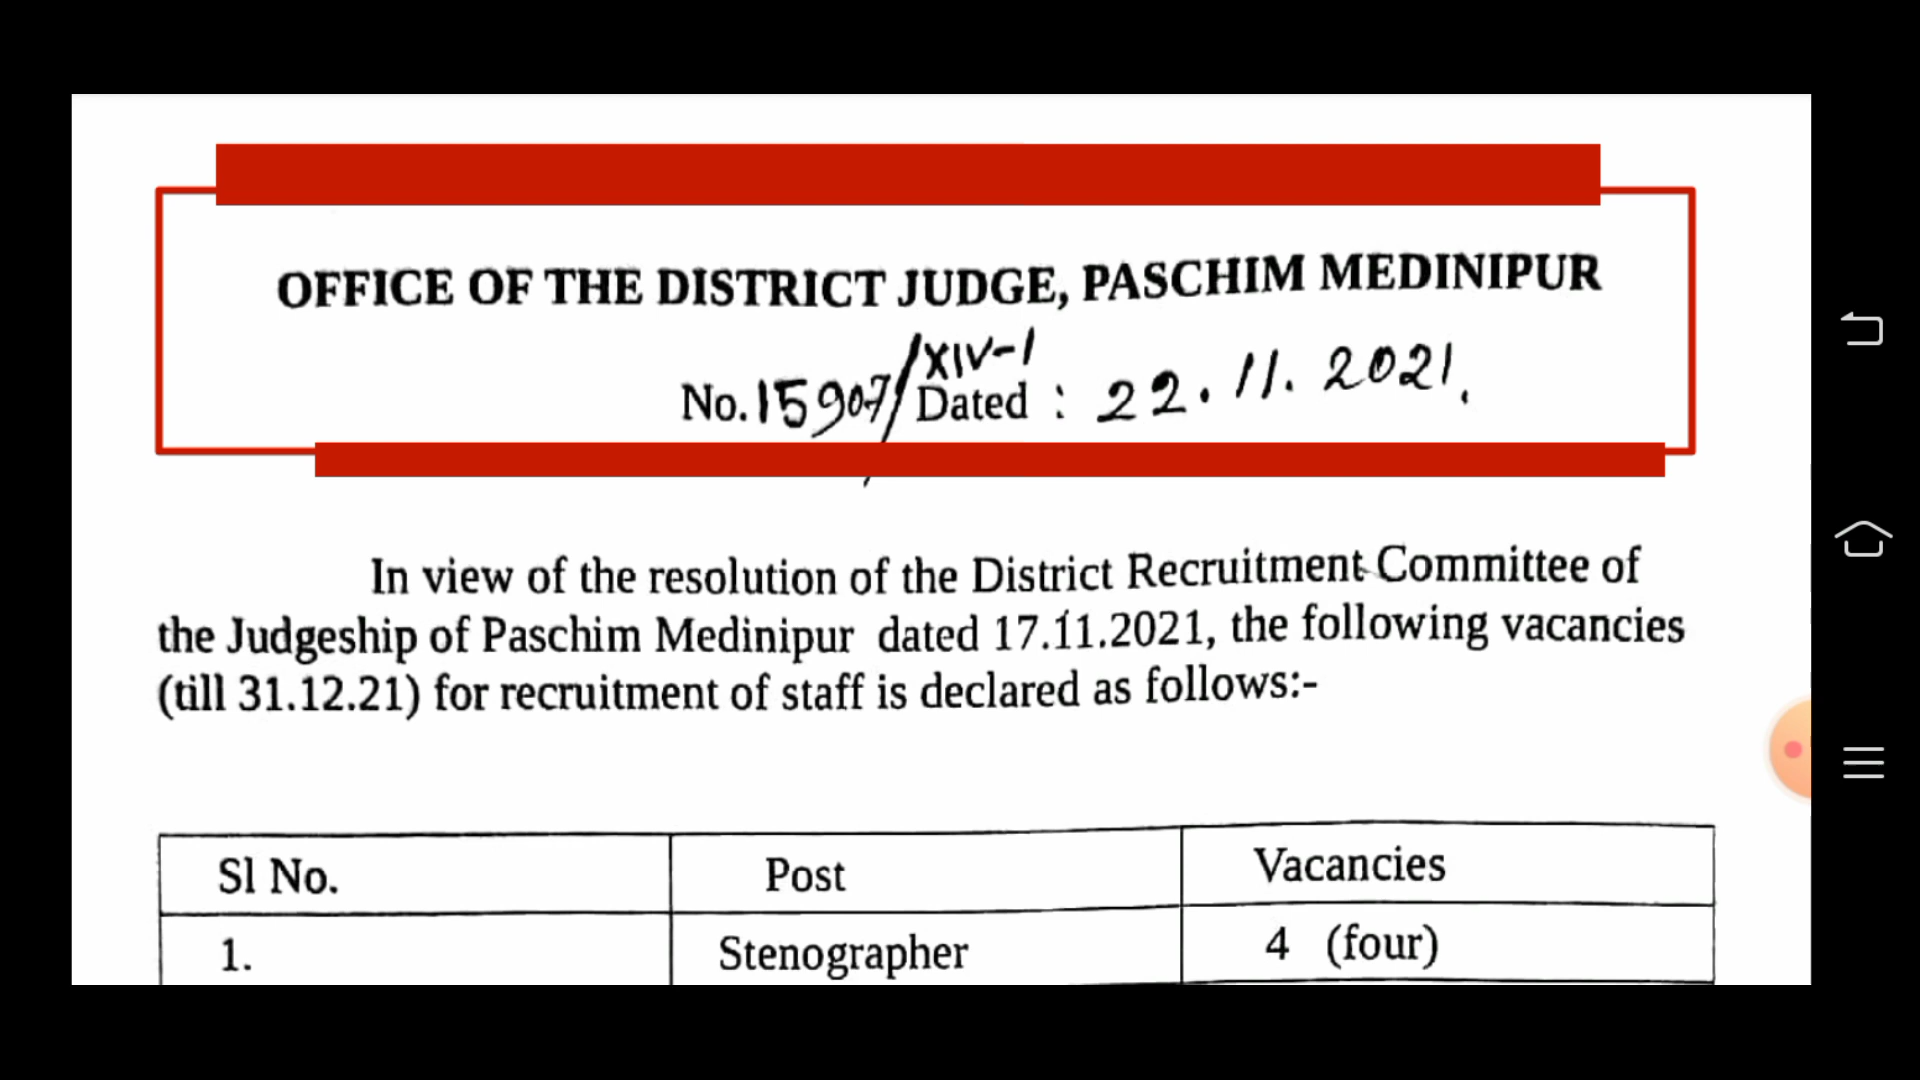 OFFICE OF THE DISTRICT JUDGE, PASCHIM MEDINIPUR
No. 15907/XIV-1 Dated : 22.11.2021.
In view of the resolution of the District Recruitment Committee of
the Judgeship of Paschim Medinipur dated 17.11.2021, the following vacancies
(till 31.12.21) for recruitment of staff is declared as follows:-
Sl No. Post Vacancies
1. Stenographer 4 (four)